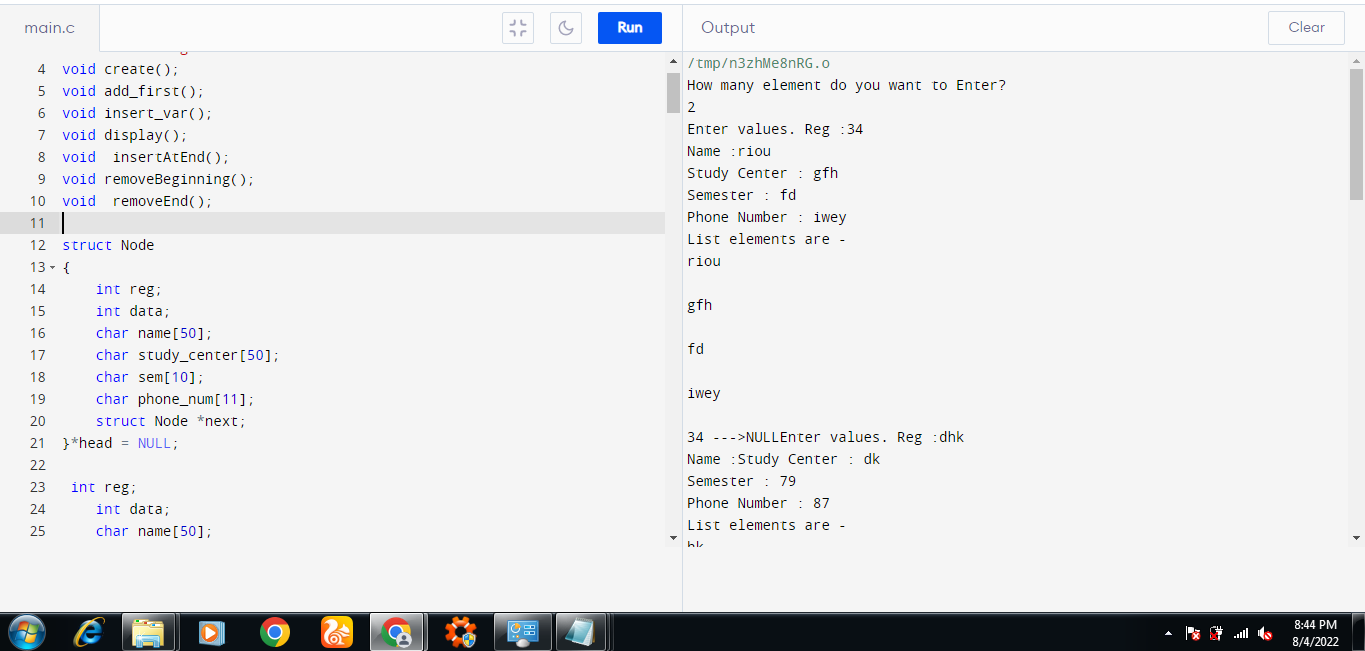 main.c
Run
Output
Clear
4 void create();
5 void add_first();
6 void insert_var();
7 void display();
8 void  insertAtEnd();
9 void removeBeginning();
10 void  removeEnd();
11
12 struct Node
13 {
14     int reg;
15     int data;
16     char name[50];
17     char study_center[50];
18     char sem[10];
19     char phone_num[11];
20     struct Node *next;
21 }*head = NULL;
22
23  int reg;
24     int data;
25     char name[50];
/tmp/n3zhMe8nRG.o
How many element do you want to Enter?
2
Enter values. Reg :34
Name :riou
Study Center : gfh
Semester : fd
Phone Number : iwey
List elements are -
riou
gfh
fd
iwey
34 --->NULLEnter values. Reg :dhk
Name :Study Center : dk
Semester : 79
Phone Number : 87
List elements are -
8:44 PM
8/4/2022